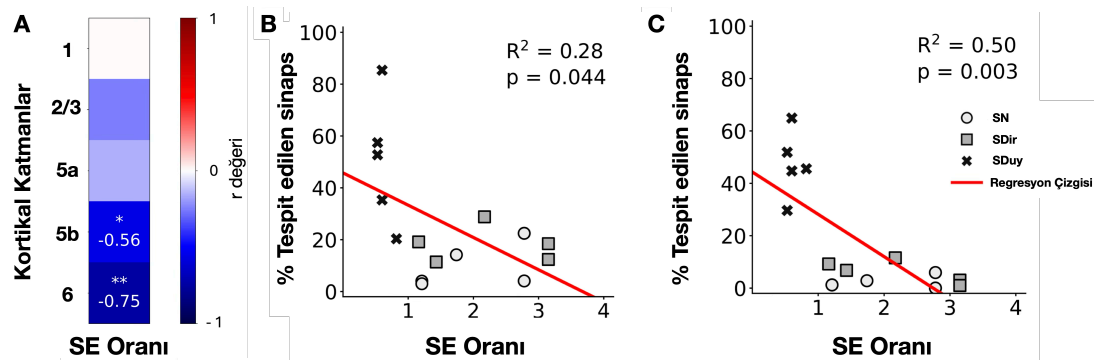 A
1
2/3
5a
5b
6
Kortikal Katmanlar
*
-0.56
**
-0.75
SE Oranı
1
0
-1
r değeri
B
% Tespit edilen sinaps
100
80
60
40
20
0
1 2 3 4
SE Oranı
R² = 0.28
p = 0.044
C
% Tespit edilen sinaps
100
80
60
40
20
0
1 2 3 4
SE Oranı
R² = 0.50
p = 0.003
SN
SDir
SDuy
Regresyon Çizgisi